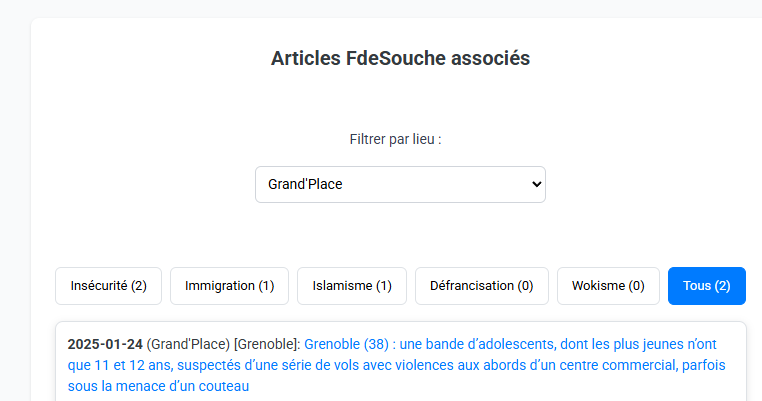 Articles FdeSouche associés
Filtrer par lieu :
Grand'Place
Insécurité (2) Immigration (1) Islamisme (1) Défrancisation (0) Wokisme (0) Tous (2)
2025-01-24 (Grand'Place) [Grenoble]: Grenoble (38) : une bande d’adolescents, dont les plus jeunes n’ont
que 11 et 12 ans, suspectés d’une série de vols avec violences aux abords d’un centre commercial, parfois
sous la menace d’un couteau